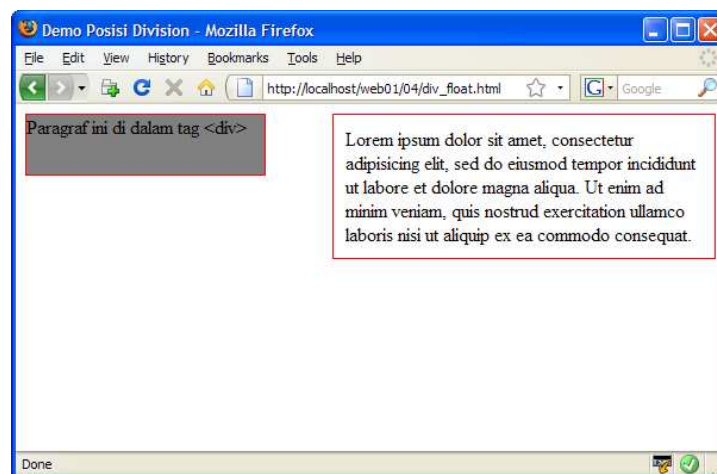 Demo Posisi Division - Mozilla Firefox
File Edit View History Bookmarks Tools Help
http://localhost/web01/04/div_float.html
G Google
Paragraf ini di dalam tag <div>
Lorem ipsum dolor sit amet, consectetur
adipisicing elit, sed do eiusmod tempor incididunt
ut labore et dolore magna aliqua. Ut enim ad
minim veniam, quis nostrud exercitation ullamco
laboris nisi ut aliquip ex ea commodo consequat.
Done